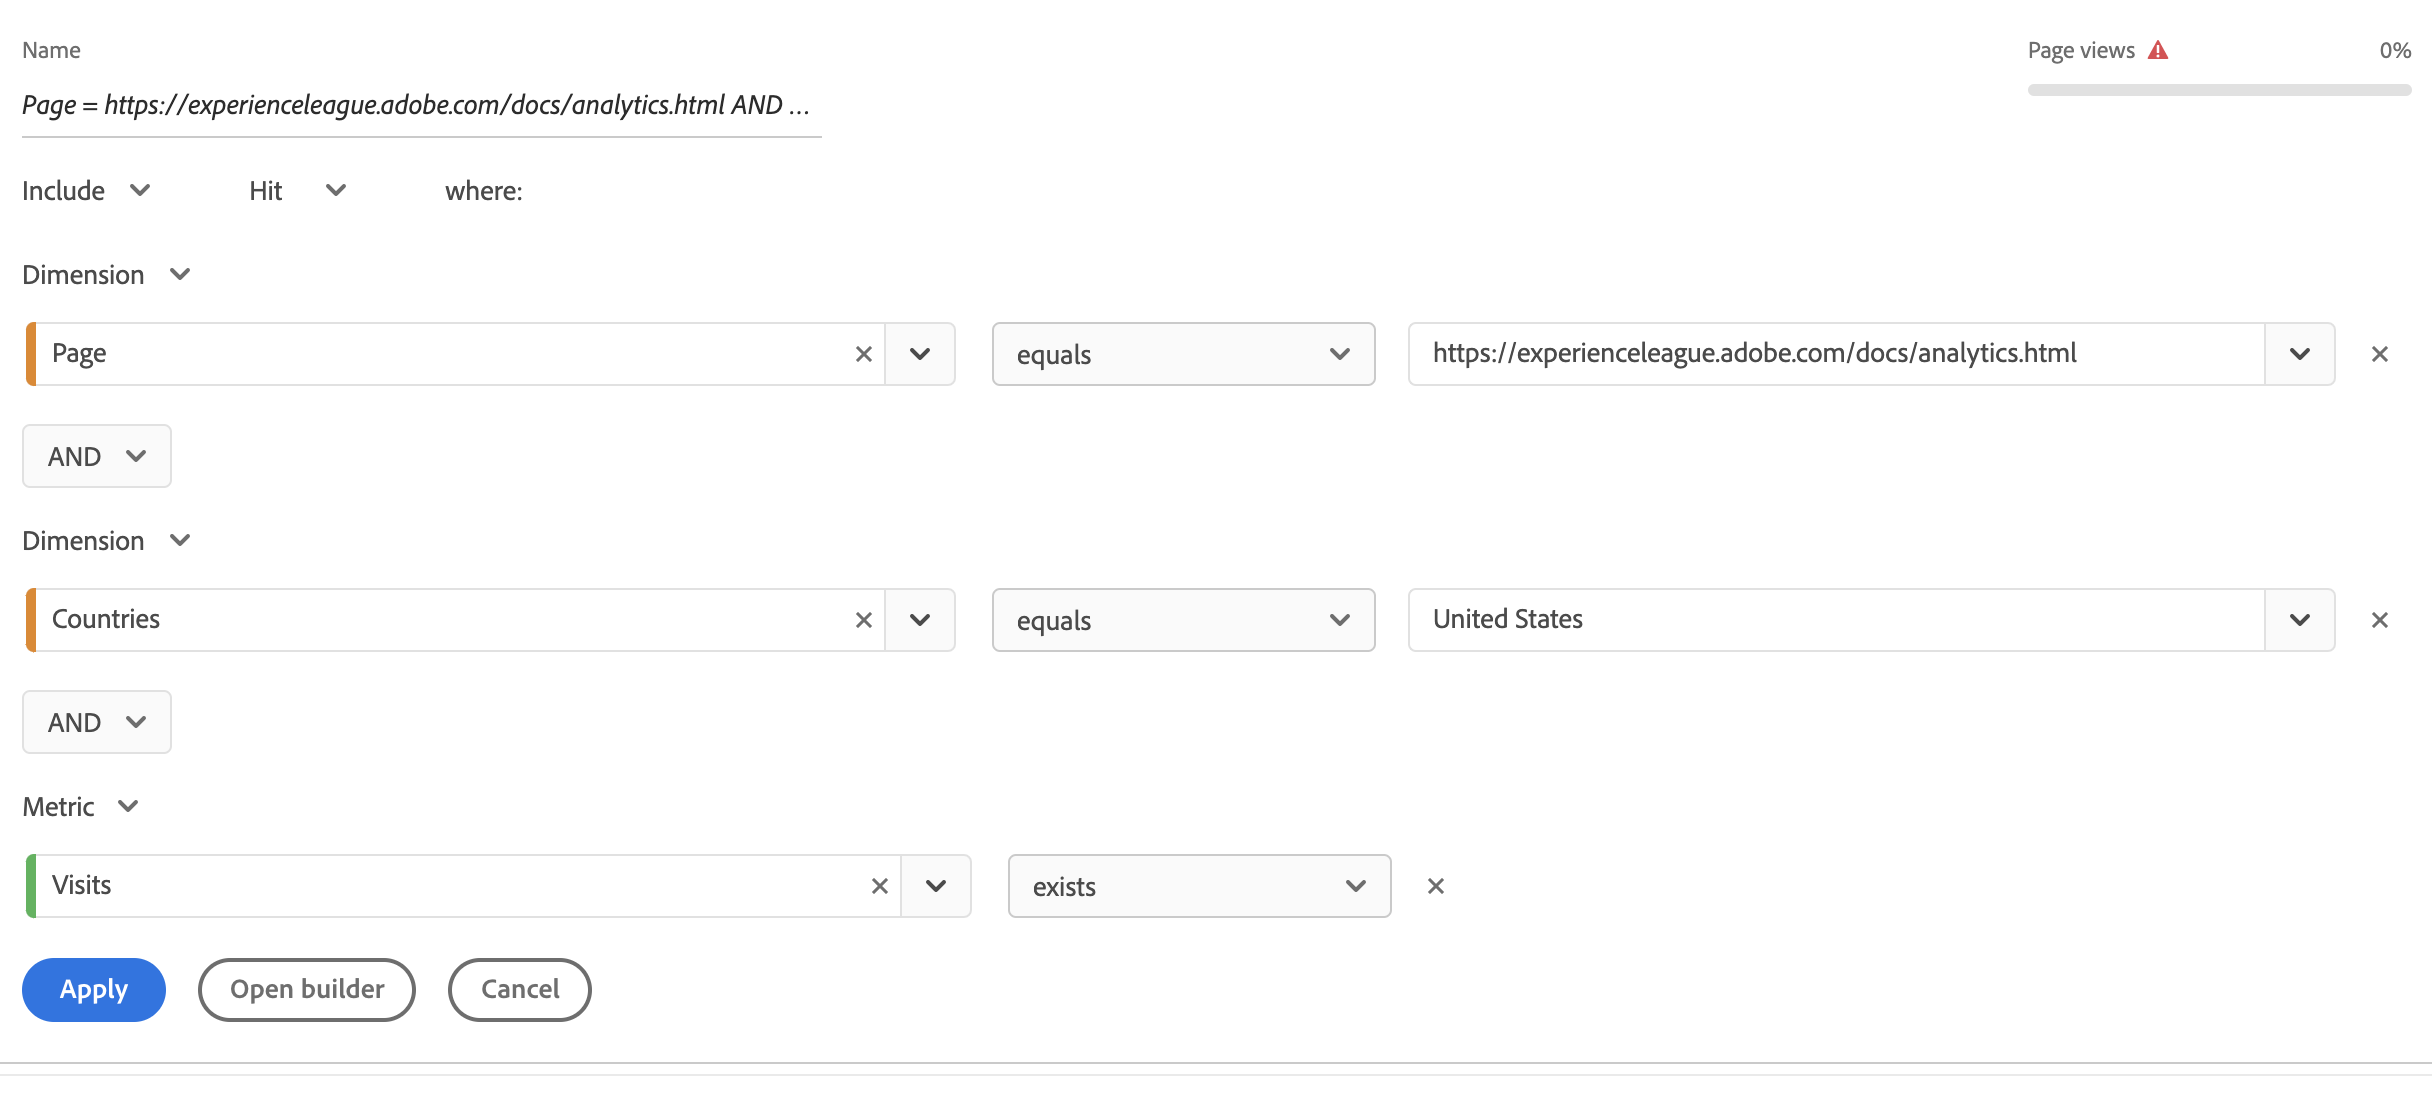 Name
Page views 0%
Page = https://experienceleague.adobe.com/docs/analytics.html AND ...
Include Hit where:
Dimension
Page equals https://experienceleague.adobe.com/docs/analytics.html
AND
Dimension
Countries equals United States
AND
Metric
Visits exists
Apply Open builder Cancel